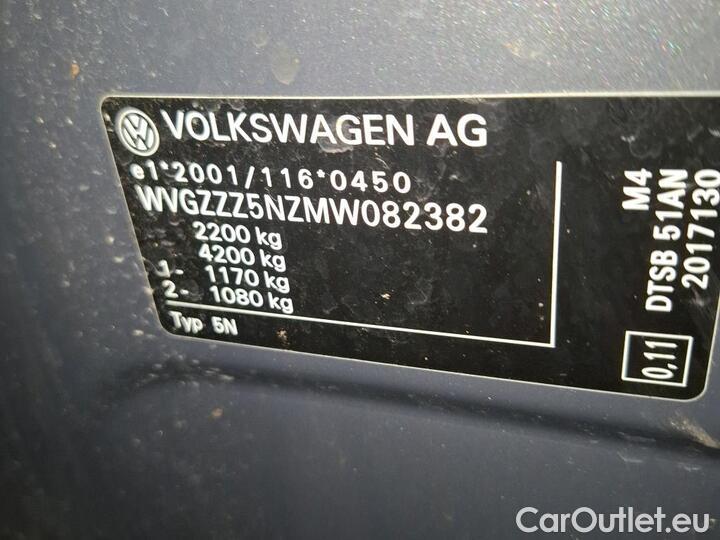 VOLKSWAGEN AG
e1*2001/116*0450
WVGZZZ5NZMW082382
2200 kg
4200 kg
1- 1170 kg
2- 1080 kg
Typ 5N
M4
DTSB 51AN
2017130
0,11
CarOutlet.eu